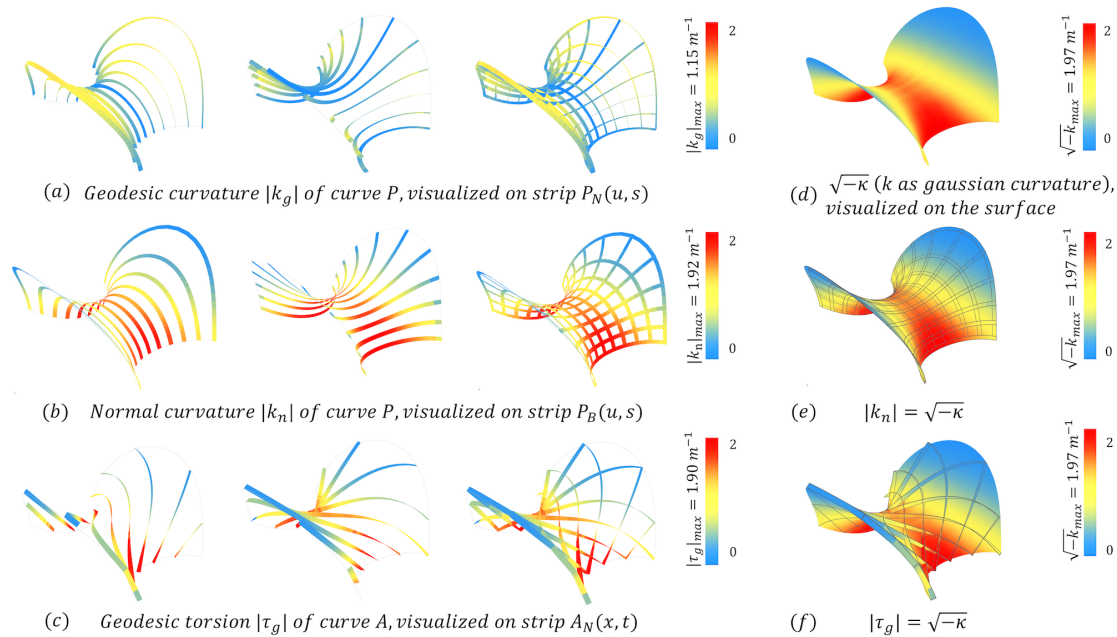 2
|k_g|_max = 1.15 m^−1
0
(a) Geodesic curvature |k_g| of curve P, visualized on strip P_N(u, s)
2
√−k_max = 1.97 m^−1
0
(d) √−κ (k as gaussian curvature),
visualized on the surface
2
|k_n|_max = 1.92 m^−1
0
(b) Normal curvature |k_n| of curve P, visualized on strip P_B(u, s)
2
√−k_max = 1.97 m^−1
0
(e) |k_n| = √−κ
2
|τ_g|_max = 1.90 m^−1
0
(c) Geodesic torsion |τ_g| of curve A, visualized on strip A_N(x, t)
2
√−k_max = 1.97 m^−1
0
(f) |τ_g| = √−κ